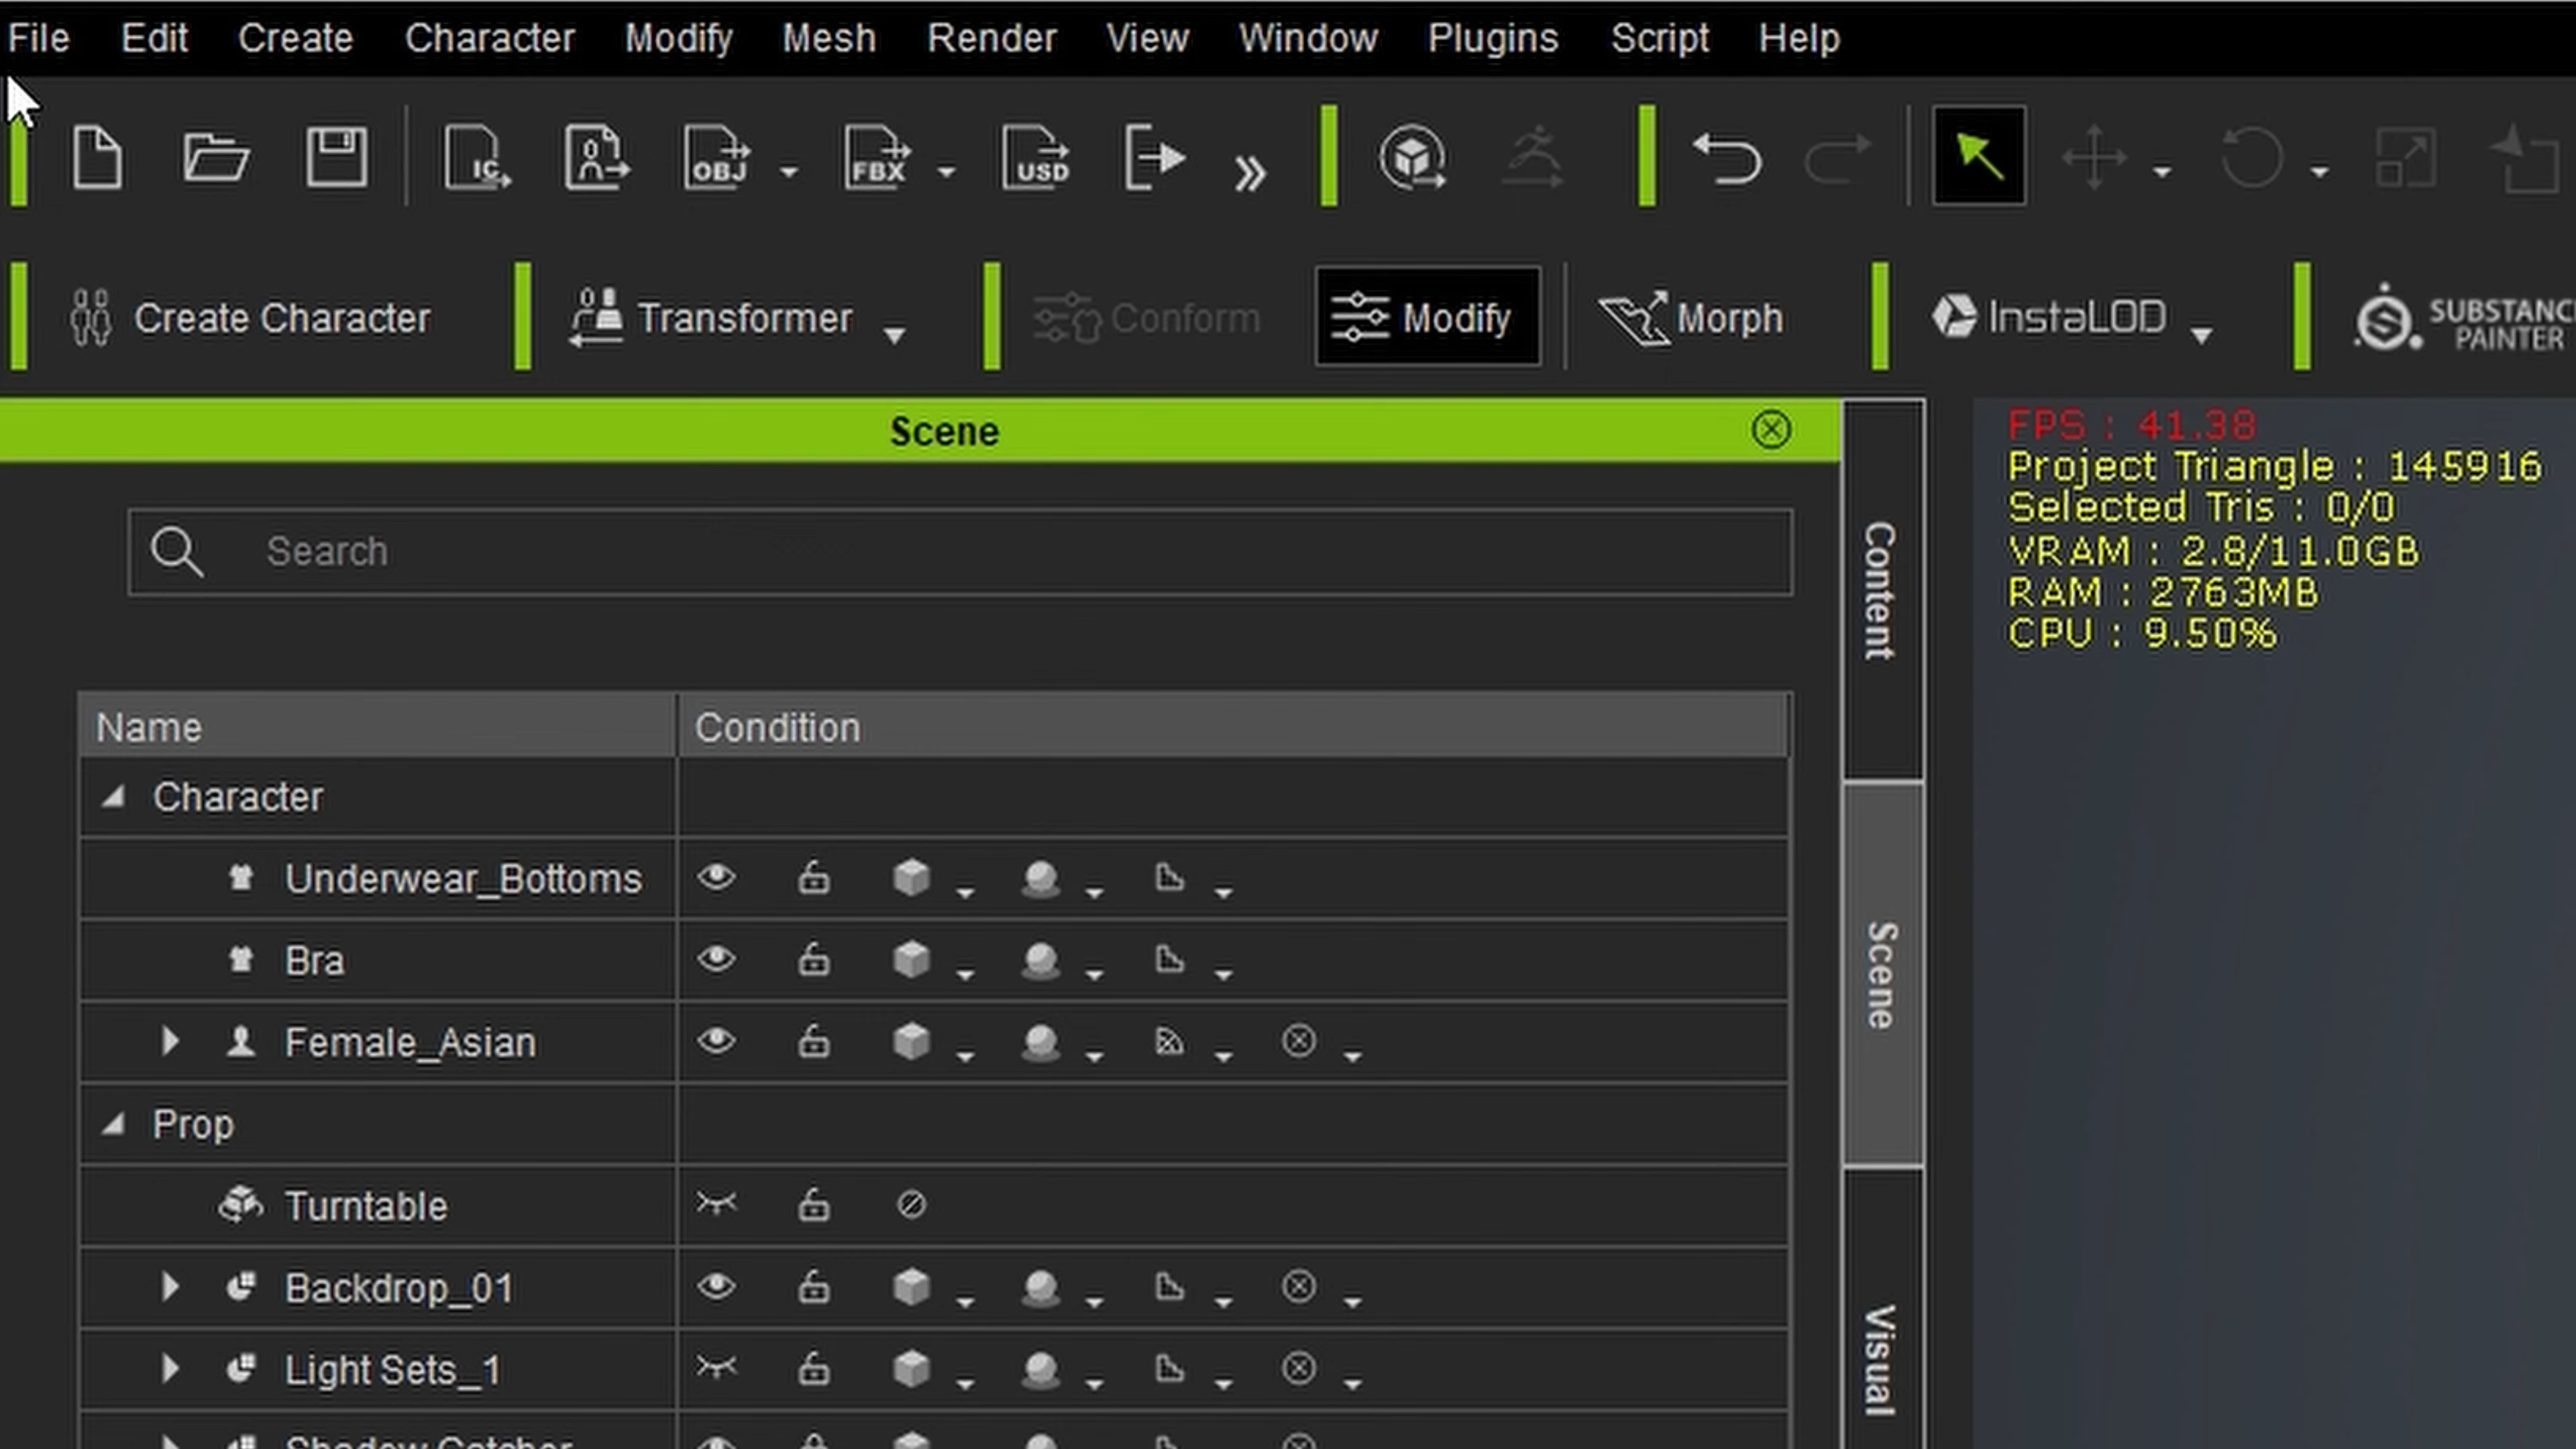 File Edit Create Character Modify Mesh Render View Window Plugins Script Help
IC OBJ FBX USD
Create Character Transformer Conform Modify Morph InstaLOD SUBSTANC
PAINTER
Scene
Search
Content
Scene
Visual
FPS : 41.38
Project Triangle : 145916
Selected Tris : 0/0
VRAM : 2.8/11.0GB
RAM : 2763MB
CPU : 9.50%
Name Condition
Character
Underwear_Bottoms
Bra
Female_Asian
Prop
Turntable
Backdrop_01
Light Sets_1
Shadow Catcher